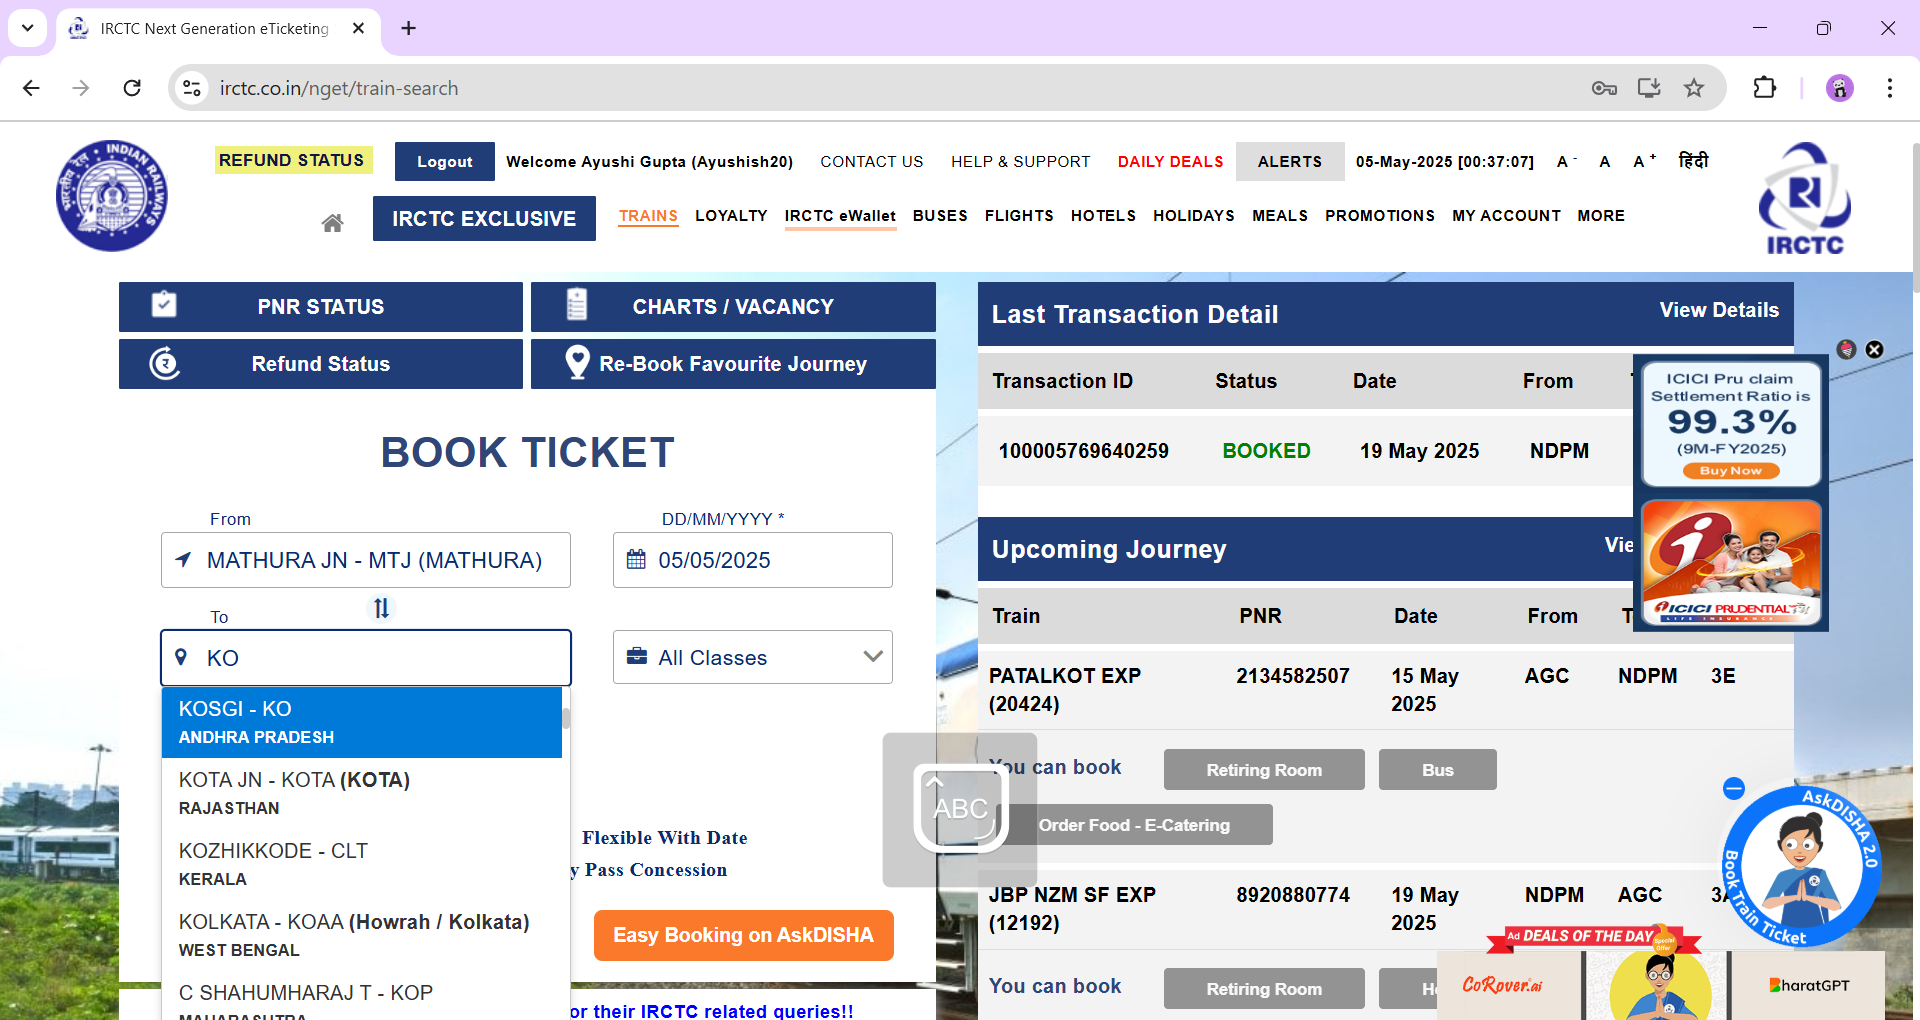 IRCTC Next Generation eTicketing
irctc.co.in/nget/train-search
INDIAN RAILWAYS
भारतीय रेल
REFUND STATUS
Logout
Welcome Ayushi Gupta (Ayushish20)
CONTACT US
HELP & SUPPORT
DAILY DEALS
ALERTS
05-May-2025 [00:37:07]
A -
A
A +
हिंदी
IRCTC
IRCTC EXCLUSIVE
TRAINS
LOYALTY
IRCTC eWallet
BUSES
FLIGHTS
HOTELS
HOLIDAYS
MEALS
PROMOTIONS
MY ACCOUNT
MORE
PNR STATUS
CHARTS / VACANCY
Refund Status
Re-Book Favourite Journey
BOOK TICKET
From
MATHURA JN - MTJ (MATHURA)
DD/MM/YYYY *
05/05/2025
To
KO
All Classes
KOSGI - KO
ANDHRA PRADESH
KOTA JN - KOTA (KOTA)
RAJASTHAN
KOZHIKKODE - CLT
KERALA
KOLKATA - KOAA (Howrah / Kolkata)
WEST BENGAL
C SHAHUMHARAJ T - KOP
MAHARASHTRA
Flexible With Date
y Pass Concession
Easy Booking on AskDISHA
or their IRCTC related queries!!
ABC
Last Transaction Detail
View Details
Transaction ID Status Date From
100005769640259 BOOKED 19 May 2025 NDPM
Upcoming Journey
Vie
Train PNR Date From T
PATALKOT EXP 2134582507 15 May AGC NDPM 3E
(20424) 2025
You can book
Retiring Room
Bus
Order Food - E-Catering
JBP NZM SF EXP 8920880774 19 May NDPM AGC 3A
(12192) 2025
You can book
Retiring Room
Ho
ICICI Pru claim
Settlement Ratio is
99.3%
(9M-FY2025)
Buy Now
ICICI PRUDENTIAL
LIFE INSURANCE
AskDISHA 2.0
Book Train Ticket
Ad DEALS OF THE DAY
Special
Offer
CoRover.ai
BharatGPT